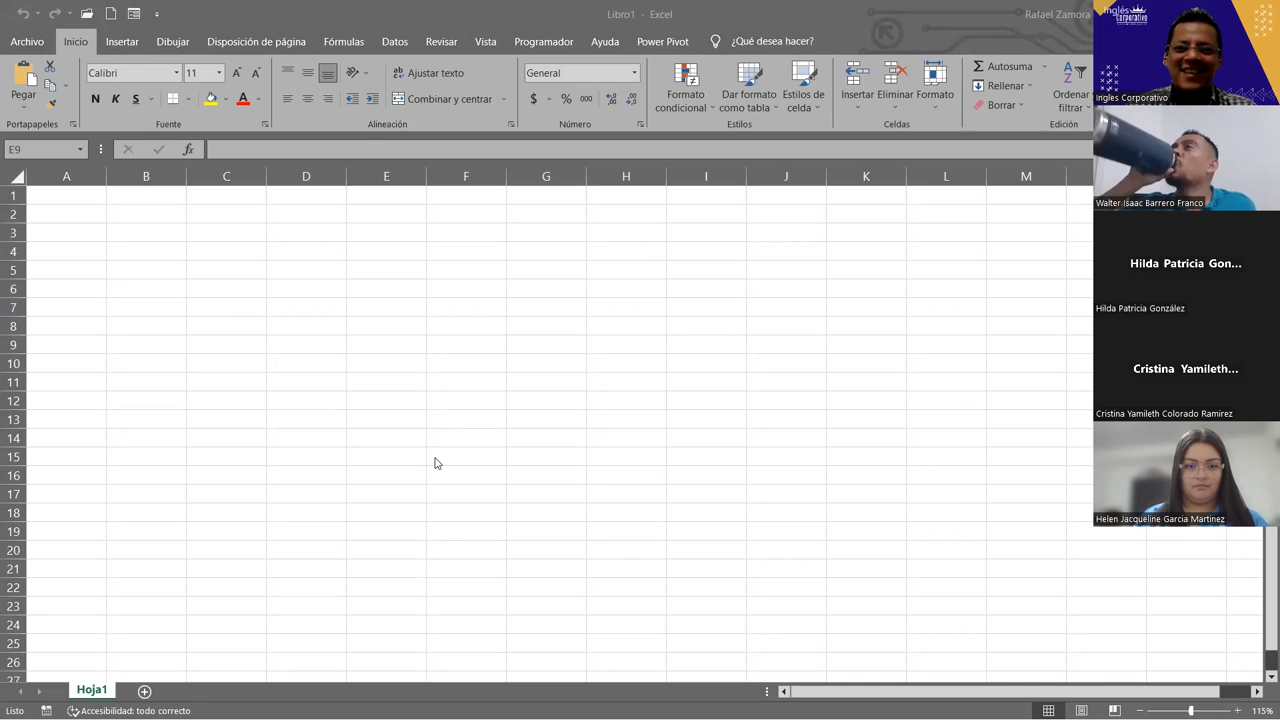 Libro1 - Excel
Rafael Zamora
Archivo Inicio Insertar Dibujar Disposición de página Fórmulas Datos Revisar Vista Programador Ayuda Power Pivot ¿Qué desea hacer?
Pegar
Calibri 11
N K S
Ajustar texto
Combinar y centrar
General
$ % 000
Formato condicional
Dar formato como tabla
Estilos de celda
Insertar Eliminar Formato
Autosuma
Rellenar
Borrar
Ordenar filtrar
Portapapeles Fuente Alineación Número Estilos Celdas Edición
E9 fx
A B C D E F G H I J K L M
1
2
3
4
5
6
7
8
9
10
11
12
13
14
15
16
17
18
19
20
21
22
23
24
25
26
27
Hoja1
Listo Accesibilidad: todo correcto 115%
Inglés
Corporativo
Ingles Corporativo
Walter Isaac Barrero Franco
Hilda Patricia Gon...
Hilda Patricia González
Cristina Yamileth...
Cristina Yamileth Colorado Ramirez
Helen Jacqueline Garcia Martinez